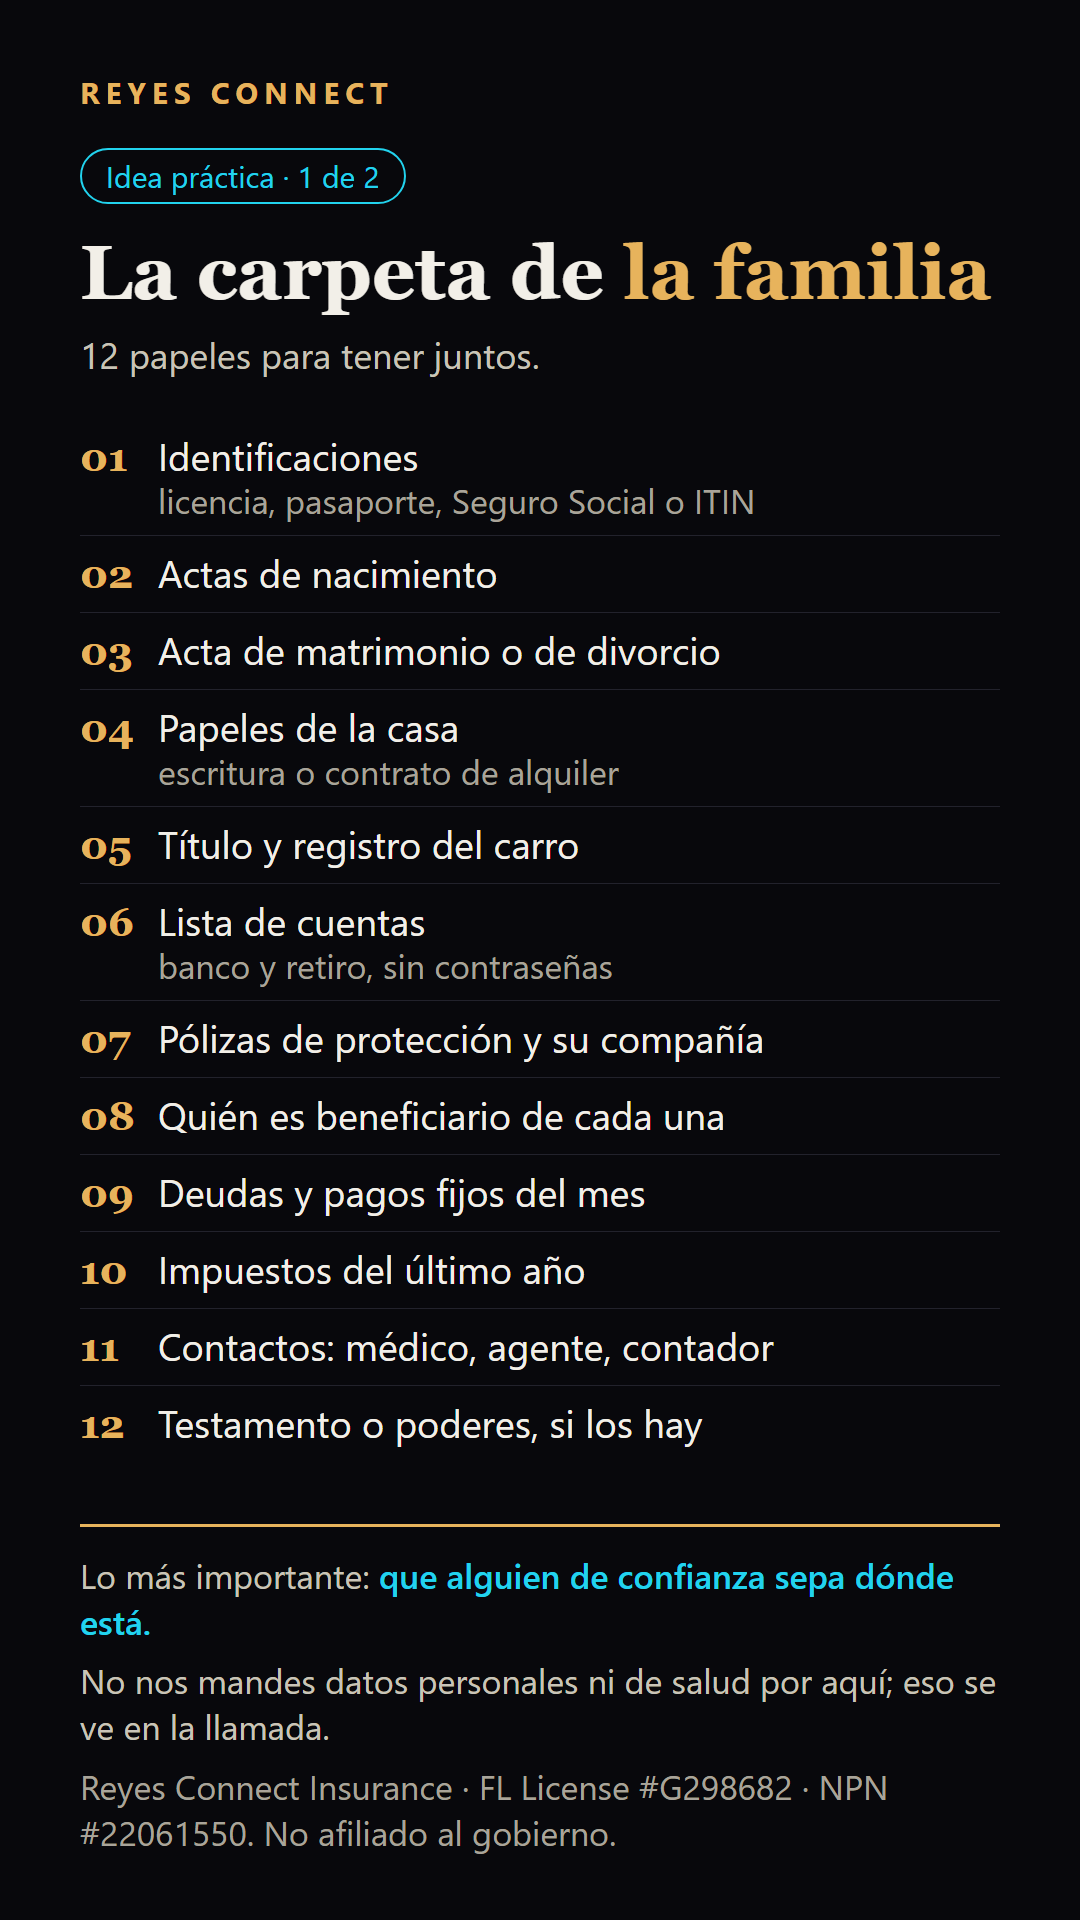 REYES CONNECT
Idea práctica · 1 de 2
La carpeta de la familia
12 papeles para tener juntos.
01 Identificaciones
licencia, pasaporte, Seguro Social o ITIN
02 Actas de nacimiento
03 Acta de matrimonio o de divorcio
04 Papeles de la casa
escritura o contrato de alquiler
05 Título y registro del carro
06 Lista de cuentas
banco y retiro, sin contraseñas
07 Pólizas de protección y su compañía
08 Quién es beneficiario de cada una
09 Deudas y pagos fijos del mes
10 Impuestos del último año
11 Contactos: médico, agente, contador
12 Testamento o poderes, si los hay
Lo más importante: que alguien de confianza sepa dónde
está.
No nos mandes datos personales ni de salud por aquí; eso se
ve en la llamada.
Reyes Connect Insurance · FL License #G298682 · NPN
#22061550. No afiliado al gobierno.